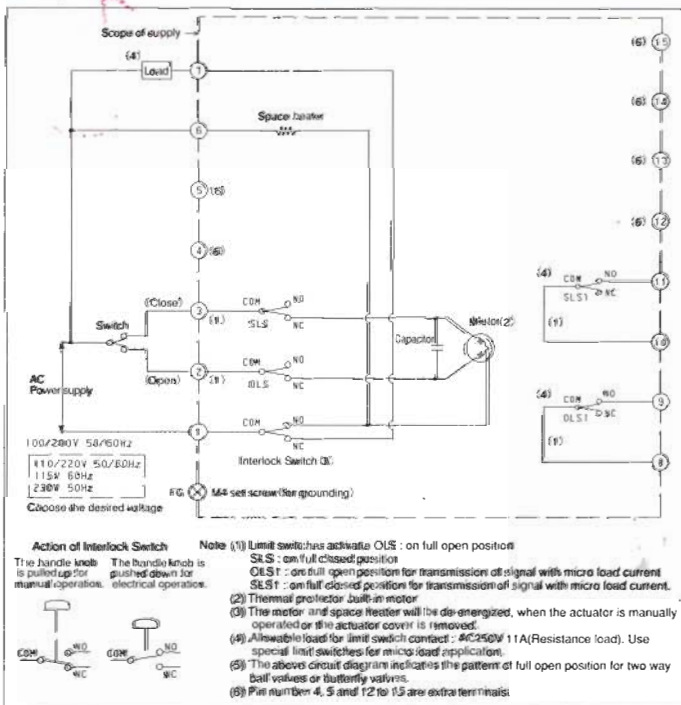 Scope of supply
(4)
Load
7
(6) 15
Space heater
6
(6) 14
5 (6)
(6) 13
4 (6)
(6) 12
(Close)
3
(1)
COM NO
SLS NC
Switch
Capacitor
Motor(2)
(4) COM NO 11
SLS1 NC
(1)
10
(Open)
2
(1)
COM NO
OLS NC
AC
Power supply
(4) COM NO 9
OLS1 NC
(1)
8
1
COM NO
NC
Interlock Switch (3)
100/200V 50/60Hz
110/220V 50/60Hz
115V 60Hz
230V 50Hz
Choose the desired voltage
EG M4 set screw (for grounding)
Action of Interlock Switch
The handle knob is pulled up for manual operation.
The handle knob is pushed down for electrical operation.
COM NO NC
COM NO NC
Note (1) Limit switches activate OLS : on full open position
SLS : on full closed position
OLS1 : on full open position for transmission of signal with micro load current
SLS1 : on full closed position for transmission of signal with micro load current.
(2) Thermal protector built-in motor
(3) The motor and space heater will be de-energized, when the actuator is manually
operated or the actuator cover is removed.
(4) Allowable load for limit switch contact : AC250V 11A(Resistance load). Use
special limit switches for micro load application.
(5) The above circuit diagram indicates the pattern of full open position for two way
ball valves or butterfly valves.
(6) Pin number 4, 5 and 12 to 15 are extra terminals.